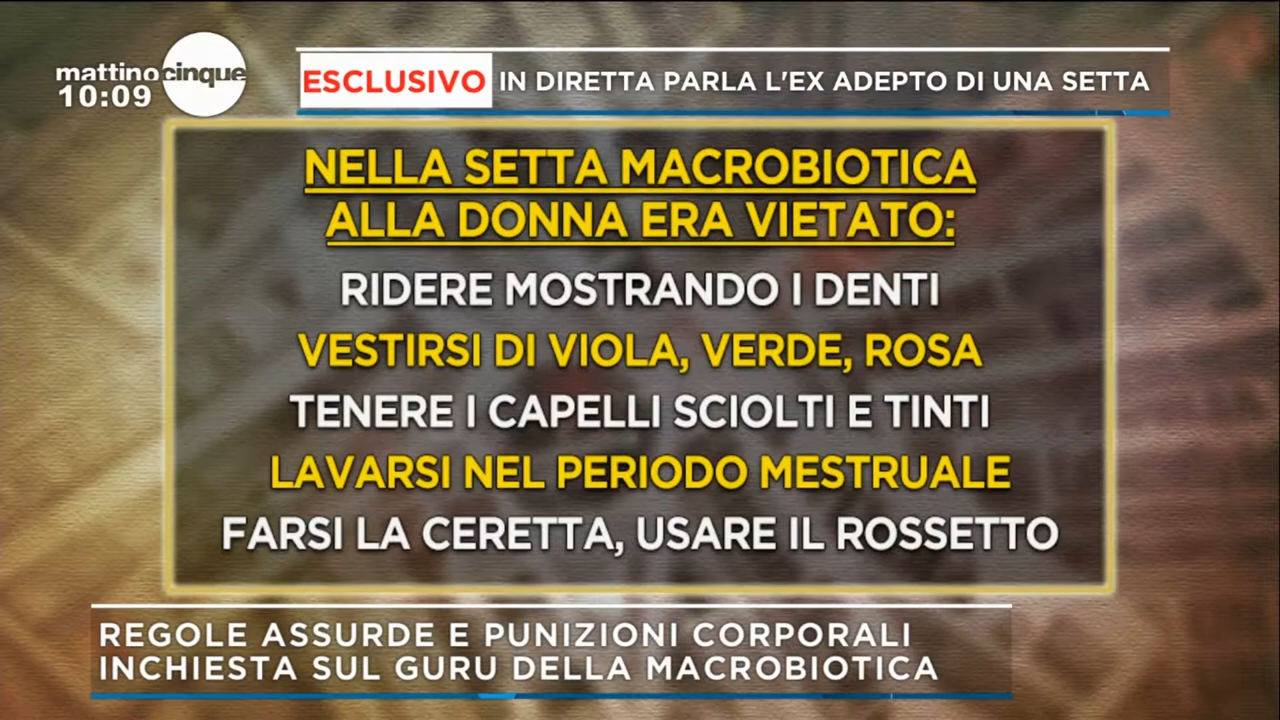 mattino cinque
10:09
ESCLUSIVO IN DIRETTA PARLA L'EX ADEPTO DI UNA SETTA
NELLA SETTA MACROBIOTICA
ALLA DONNA ERA VIETATO:
RIDERE MOSTRANDO I DENTI
VESTIRSI DI VIOLA, VERDE, ROSA
TENERE I CAPELLI SCIOLTI E TINTI
LAVARSI NEL PERIODO MESTRUALE
FARSI LA CERETTA, USARE IL ROSSETTO
REGOLE ASSURDE E PUNIZIONI CORPORALI
INCHIESTA SUL GURU DELLA MACROBIOTICA